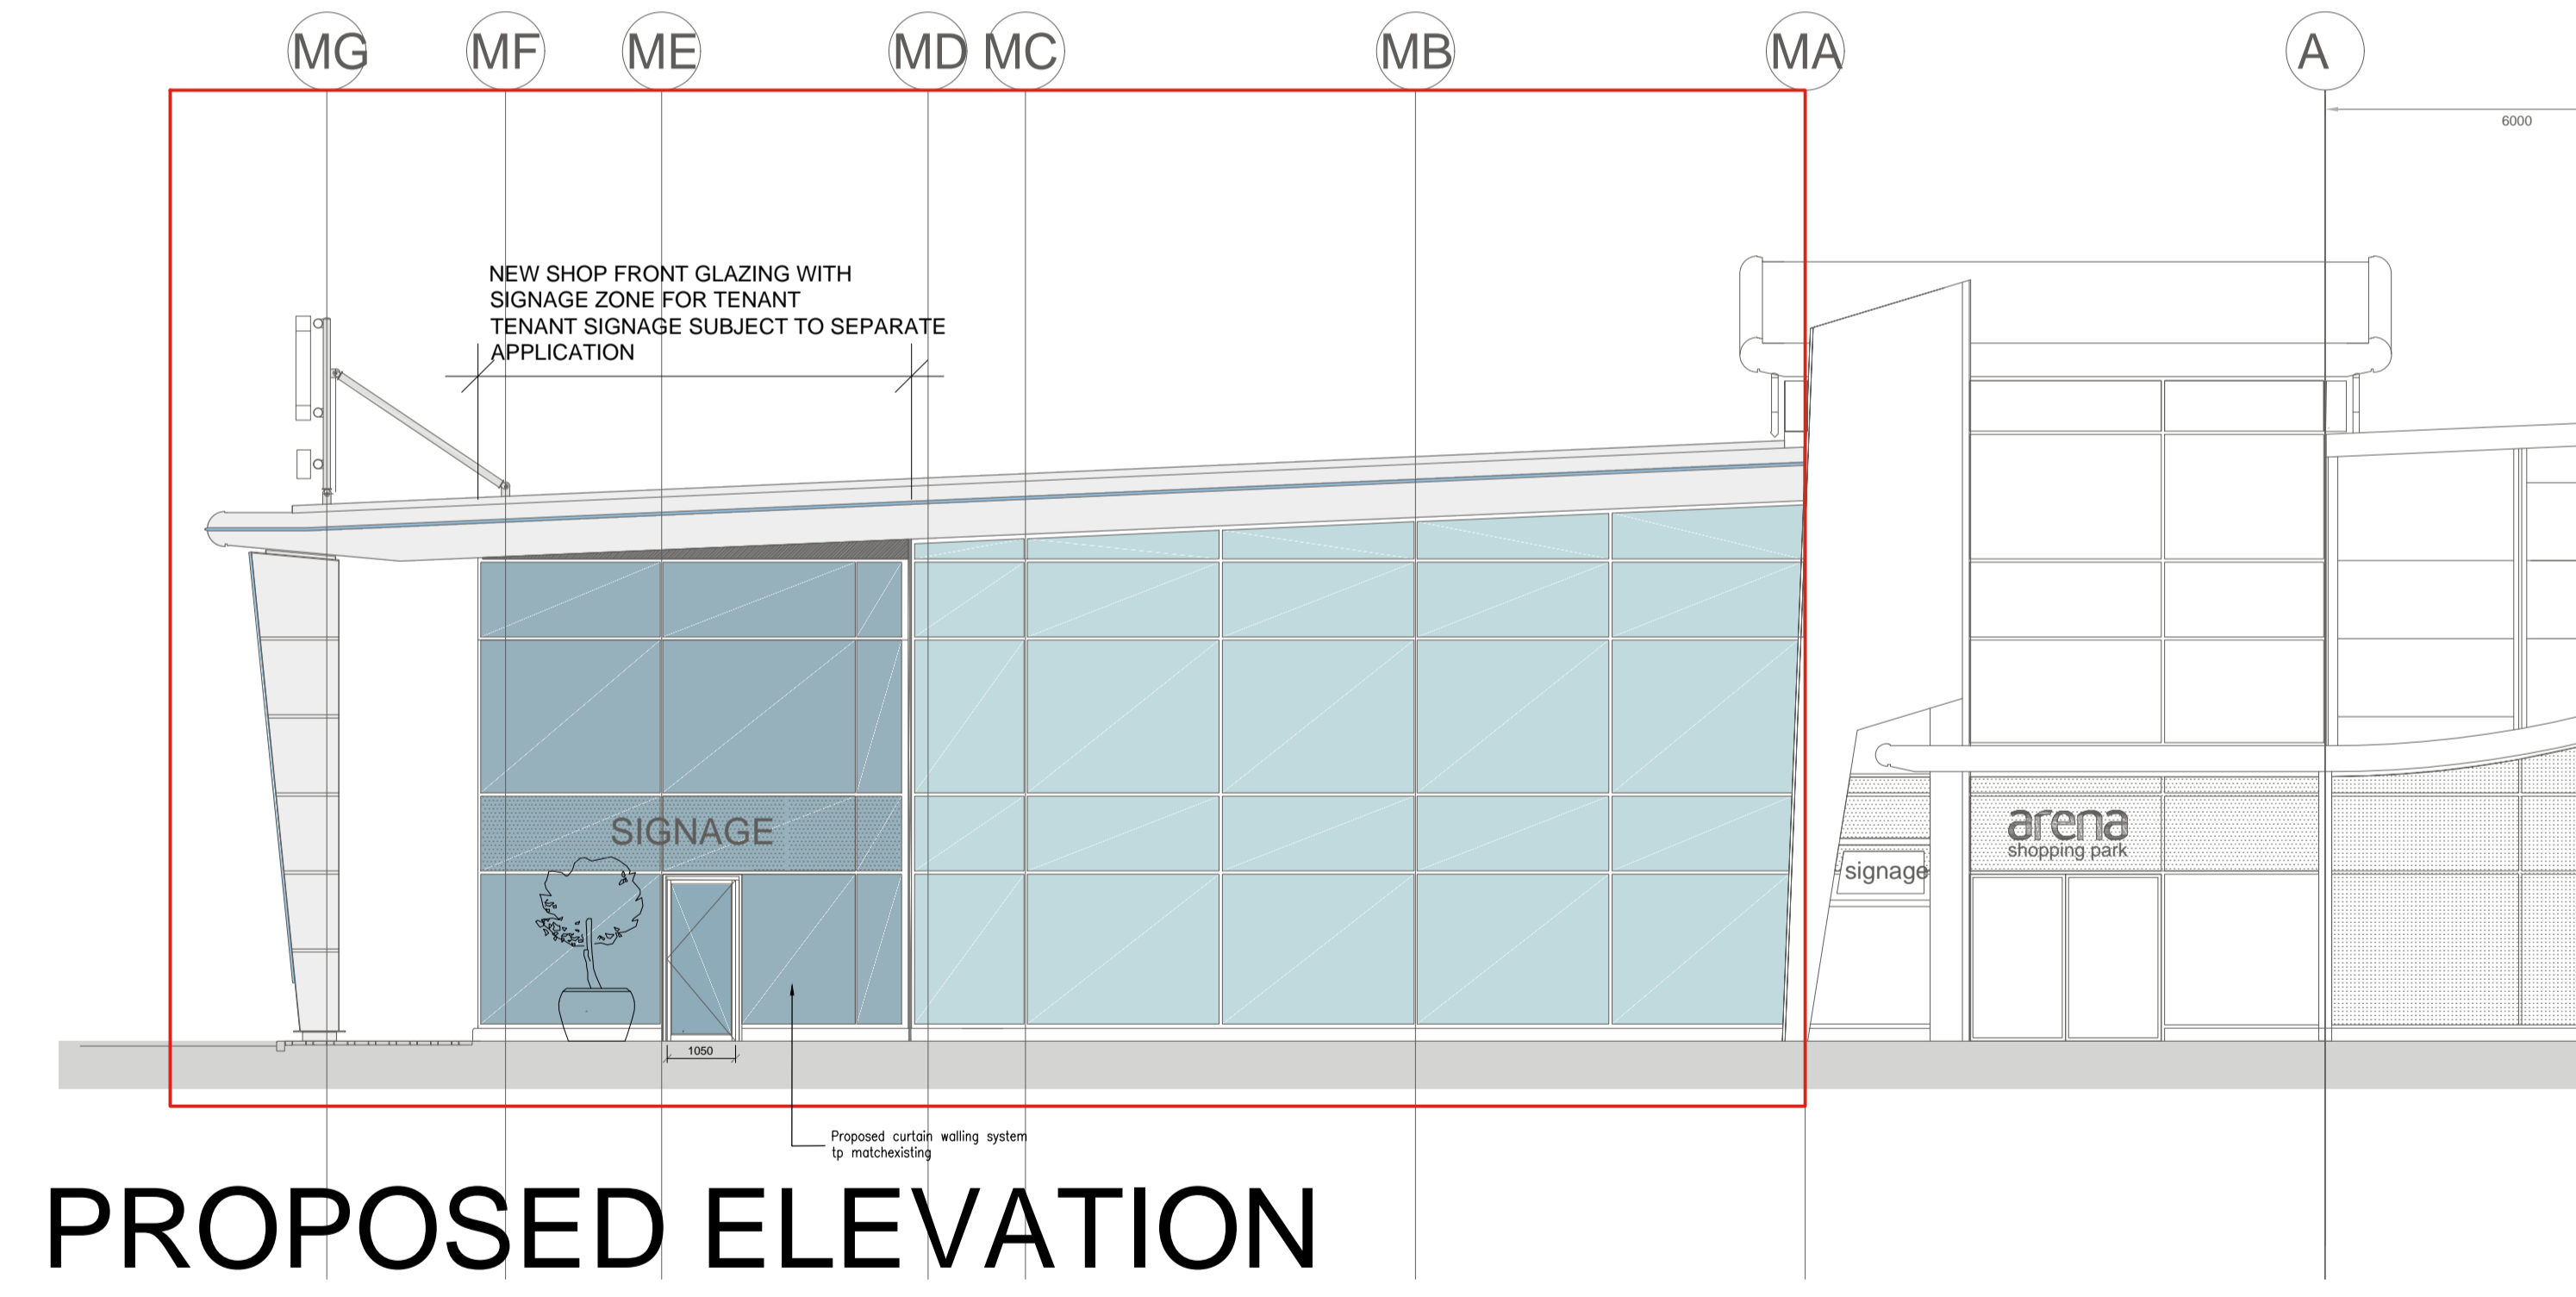 MG MF ME MD MC MB MA A
6000
NEW SHOP FRONT GLAZING WITH
SIGNAGE ZONE FOR TENANT
TENANT SIGNAGE SUBJECT TO SEPARATE
APPLICATION
SIGNAGE
arena
shopping park
signage
1050
Proposed curtain walling system
tp matchexisting
PROPOSED ELEVATION